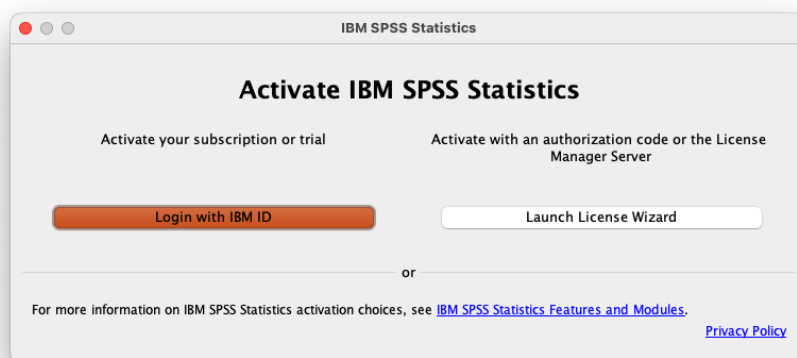 IBM SPSS Statistics
Activate IBM SPSS Statistics
Activate your subscription or trial
Activate with an authorization code or the License
Manager Server
Login with IBM ID
Launch License Wizard
or
For more information on IBM SPSS Statistics activation choices, see IBM SPSS Statistics Features and Modules.
Privacy Policy